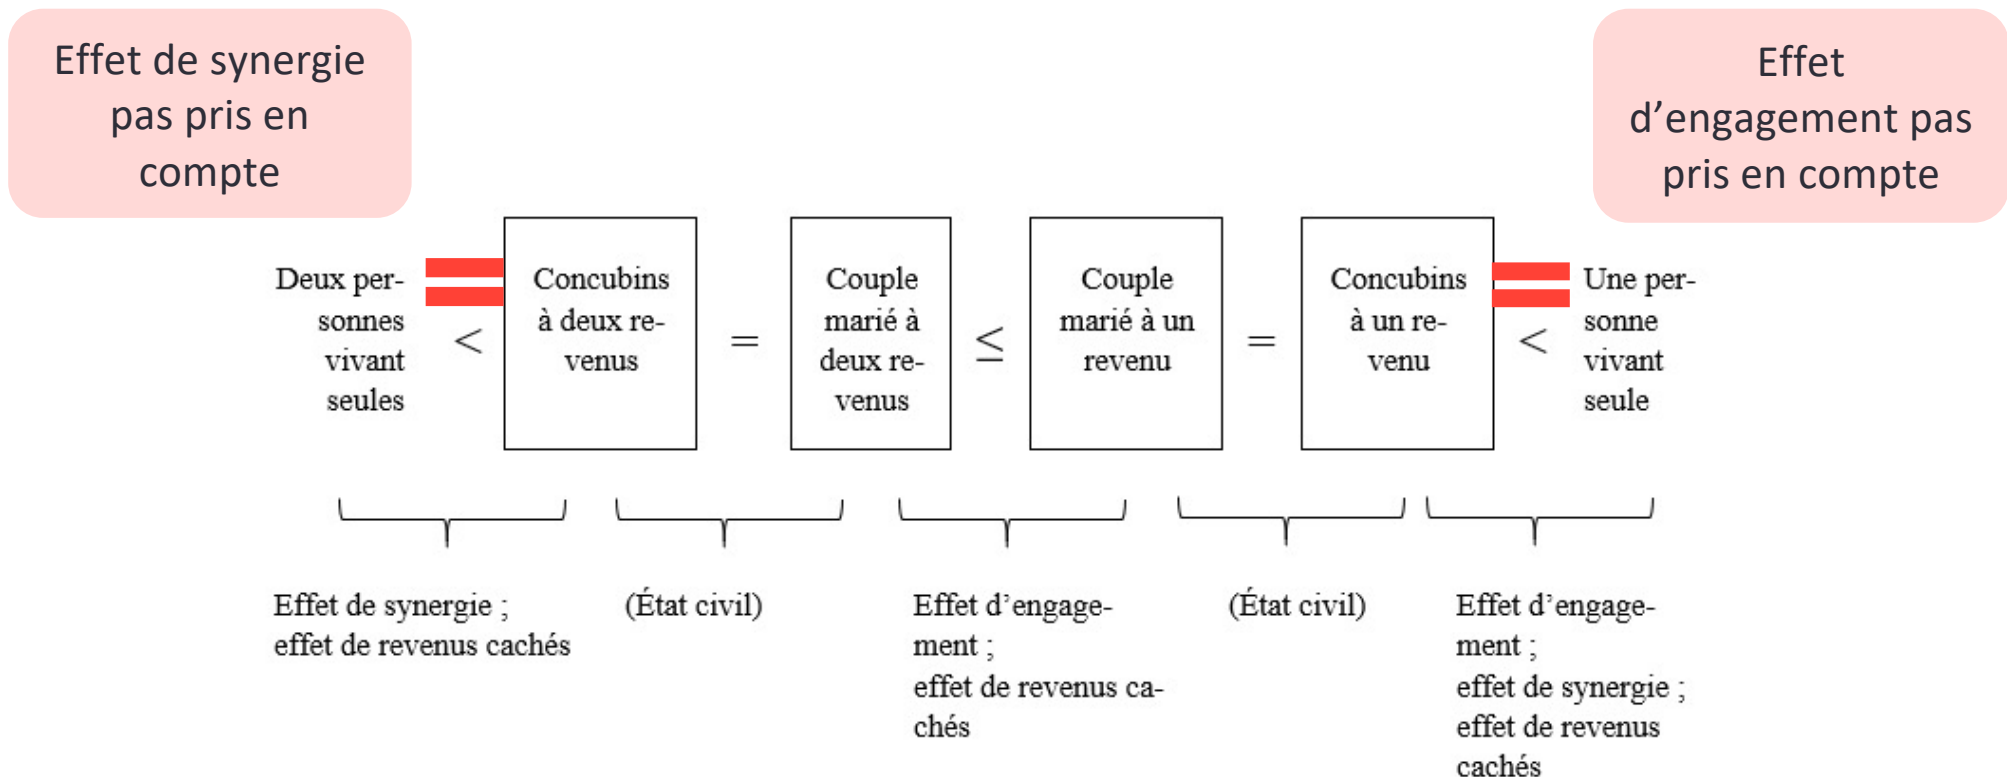 Effet de synergie
pas pris en
compte
Effet
d’engagement pas
pris en compte
Deux per-
sonnes
vivant
seules
<
Concubins
à deux re-
venus
=
Couple
marié à
deux re-
venus
≤
Couple
marié à un
revenu
=
Concubins
à un re-
venu
<
Une per-
sonne
vivant
seule
Effet de synergie ;
effet de revenus cachés
(État civil)
Effet d’engage-
ment ;
effet de revenus ca-
chés
(État civil)
Effet d’engage-
ment ;
effet de synergie ;
effet de revenus
cachés